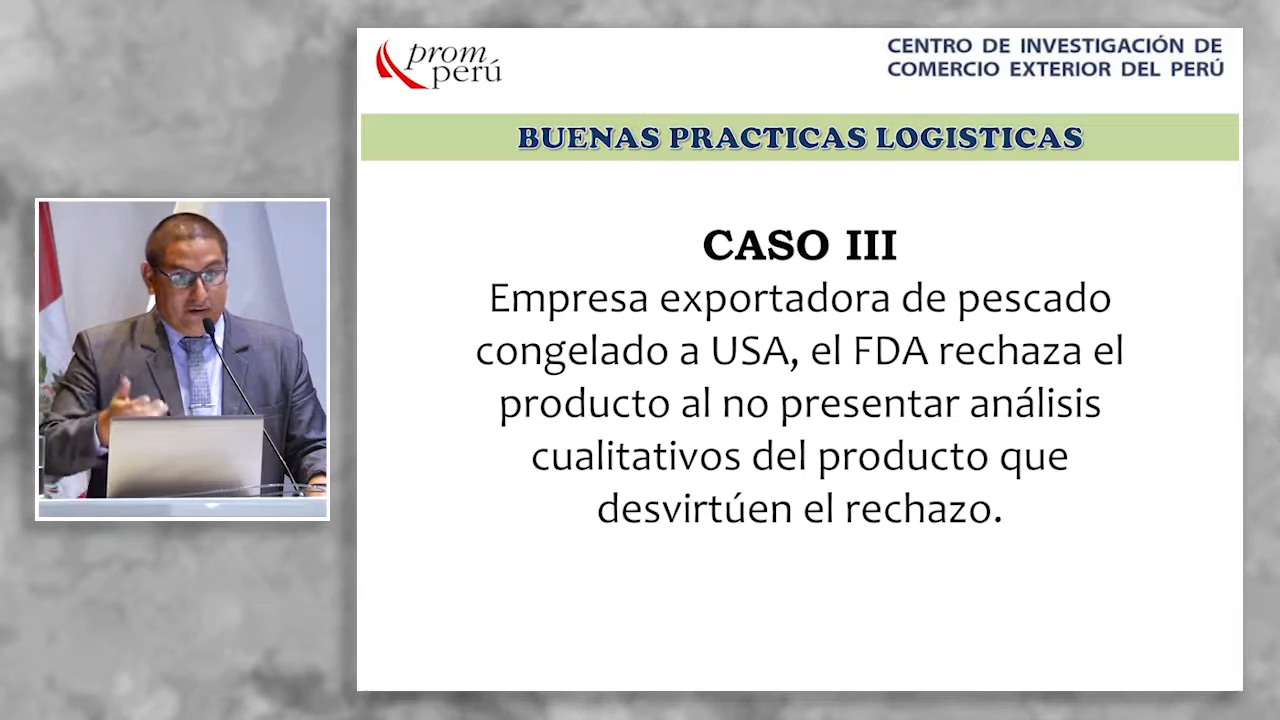 prom
perú
CENTRO DE INVESTIGACIÓN DE
COMERCIO EXTERIOR DEL PERÚ
BUENAS PRACTICAS LOGISTICAS
CASO III
Empresa exportadora de pescado
congelado a USA, el FDA rechaza el
producto al no presentar análisis
cualitativos del producto que
desvirtúen el rechazo.